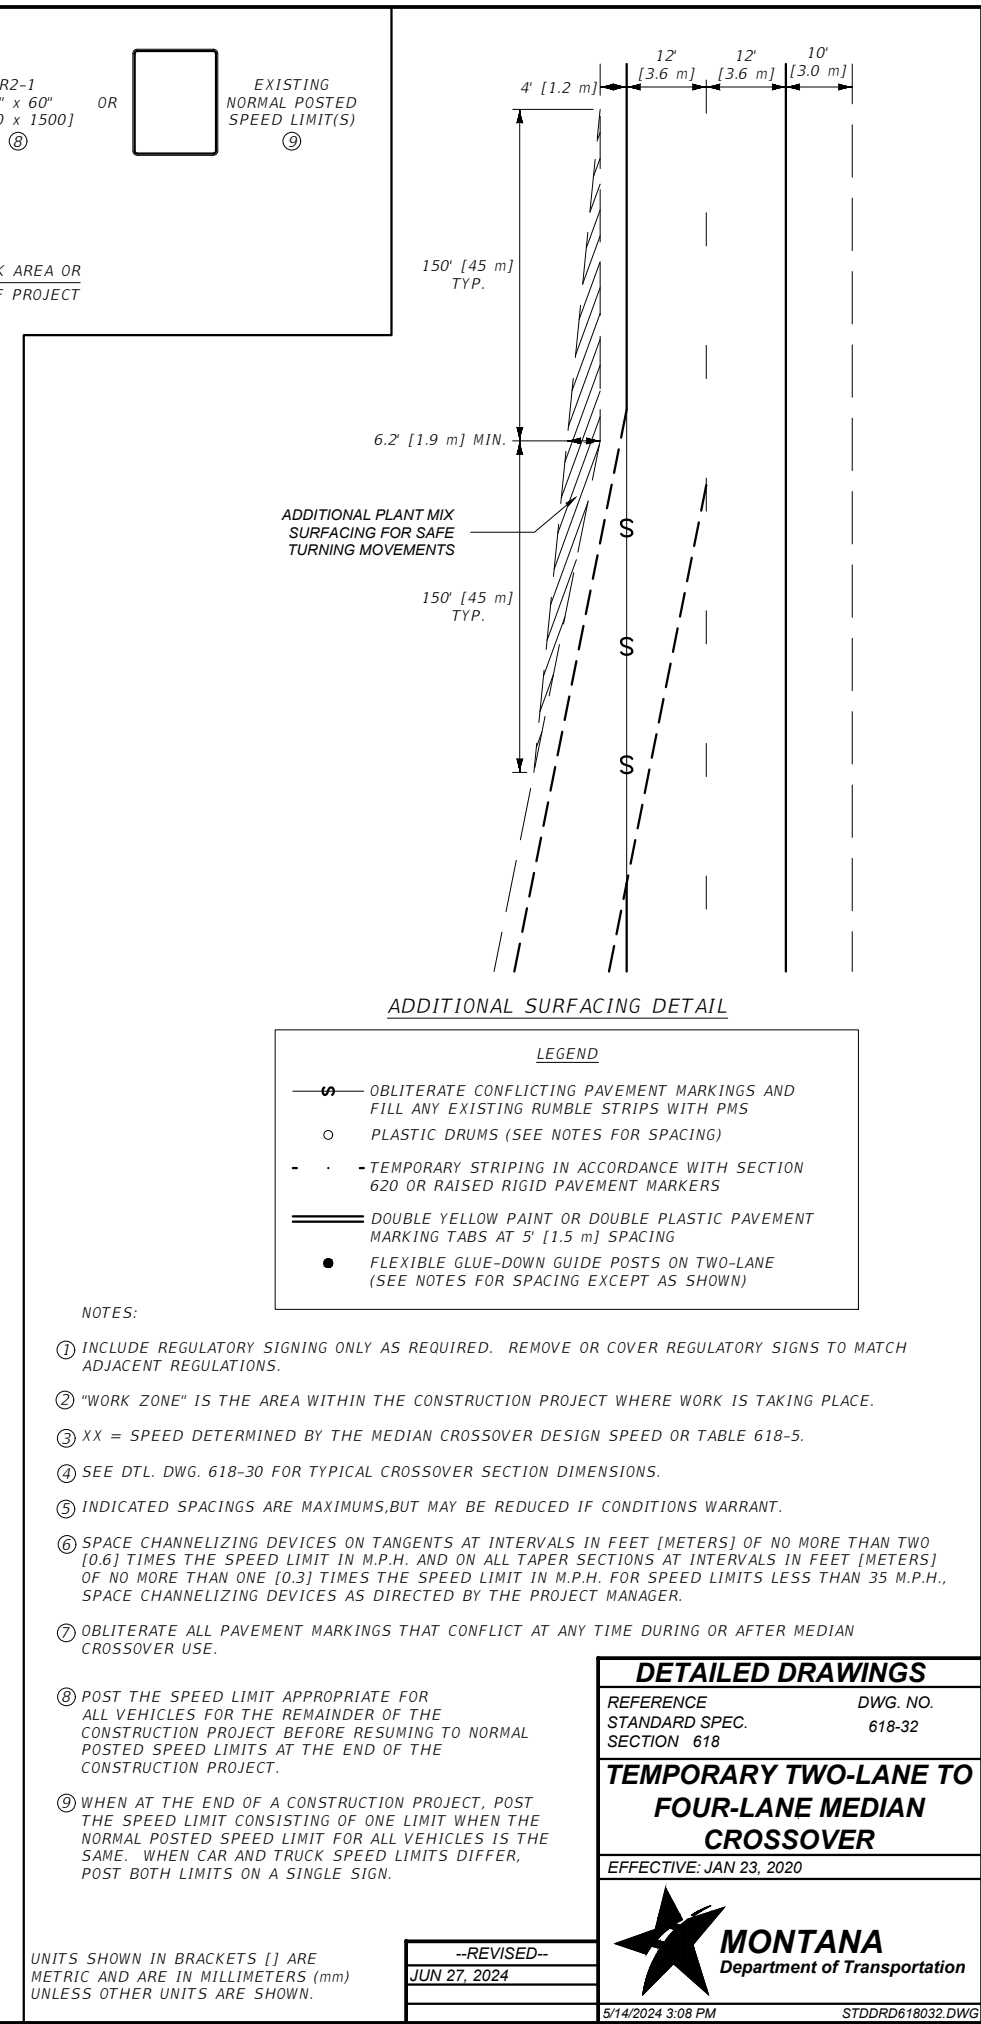 R2-1
" x 60"
0 x 1500]
⑧
OR
EXISTING
NORMAL POSTED
SPEED LIMIT(S)
⑨
K AREA OR
F PROJECT
12'
[3.6 m]
12'
[3.6 m]
10'
[3.0 m]
4' [1.2 m]
150' [45 m]
TYP.
6.2' [1.9 m] MIN.
ADDITIONAL PLANT MIX
SURFACING FOR SAFE
TURNING MOVEMENTS
150' [45 m]
TYP.
S
S
S
ADDITIONAL SURFACING DETAIL
LEGEND
S OBLITERATE CONFLICTING PAVEMENT MARKINGS AND
FILL ANY EXISTING RUMBLE STRIPS WITH PMS
PLASTIC DRUMS (SEE NOTES FOR SPACING)
TEMPORARY STRIPING IN ACCORDANCE WITH SECTION
620 OR RAISED RIGID PAVEMENT MARKERS
DOUBLE YELLOW PAINT OR DOUBLE PLASTIC PAVEMENT
MARKING TABS AT 5' [1.5 m] SPACING
FLEXIBLE GLUE-DOWN GUIDE POSTS ON TWO-LANE
(SEE NOTES FOR SPACING EXCEPT AS SHOWN)
NOTES:
① INCLUDE REGULATORY SIGNING ONLY AS REQUIRED. REMOVE OR COVER REGULATORY SIGNS TO MATCH
ADJACENT REGULATIONS.
② "WORK ZONE" IS THE AREA WITHIN THE CONSTRUCTION PROJECT WHERE WORK IS TAKING PLACE.
③ XX = SPEED DETERMINED BY THE MEDIAN CROSSOVER DESIGN SPEED OR TABLE 618-5.
④ SEE DTL. DWG. 618-30 FOR TYPICAL CROSSOVER SECTION DIMENSIONS.
⑤ INDICATED SPACINGS ARE MAXIMUMS,BUT MAY BE REDUCED IF CONDITIONS WARRANT.
⑥ SPACE CHANNELIZING DEVICES ON TANGENTS AT INTERVALS IN FEET [METERS] OF NO MORE THAN TWO
[0.6] TIMES THE SPEED LIMIT IN M.P.H. AND ON ALL TAPER SECTIONS AT INTERVALS IN FEET [METERS]
OF NO MORE THAN ONE [0.3] TIMES THE SPEED LIMIT IN M.P.H. FOR SPEED LIMITS LESS THAN 35 M.P.H.,
SPACE CHANNELIZING DEVICES AS DIRECTED BY THE PROJECT MANAGER.
⑦ OBLITERATE ALL PAVEMENT MARKINGS THAT CONFLICT AT ANY TIME DURING OR AFTER MEDIAN
CROSSOVER USE.
⑧ POST THE SPEED LIMIT APPROPRIATE FOR
ALL VEHICLES FOR THE REMAINDER OF THE
CONSTRUCTION PROJECT BEFORE RESUMING TO NORMAL
POSTED SPEED LIMITS AT THE END OF THE
CONSTRUCTION PROJECT.
⑨ WHEN AT THE END OF A CONSTRUCTION PROJECT, POST
THE SPEED LIMIT CONSISTING OF ONE LIMIT WHEN THE
NORMAL POSTED SPEED LIMIT FOR ALL VEHICLES IS THE
SAME. WHEN CAR AND TRUCK SPEED LIMITS DIFFER,
POST BOTH LIMITS ON A SINGLE SIGN.
UNITS SHOWN IN BRACKETS [] ARE
METRIC AND ARE IN MILLIMETERS (mm)
UNLESS OTHER UNITS ARE SHOWN.
--REVISED--
JUN 27, 2024
DETAILED DRAWINGS
REFERENCE
STANDARD SPEC.
SECTION 618
DWG. NO.
618-32
TEMPORARY TWO-LANE TO
FOUR-LANE MEDIAN
CROSSOVER
EFFECTIVE: JAN 23, 2020
MONTANA
Department of Transportation
5/14/2024 3:08 PM
STDDRD618032.DWG